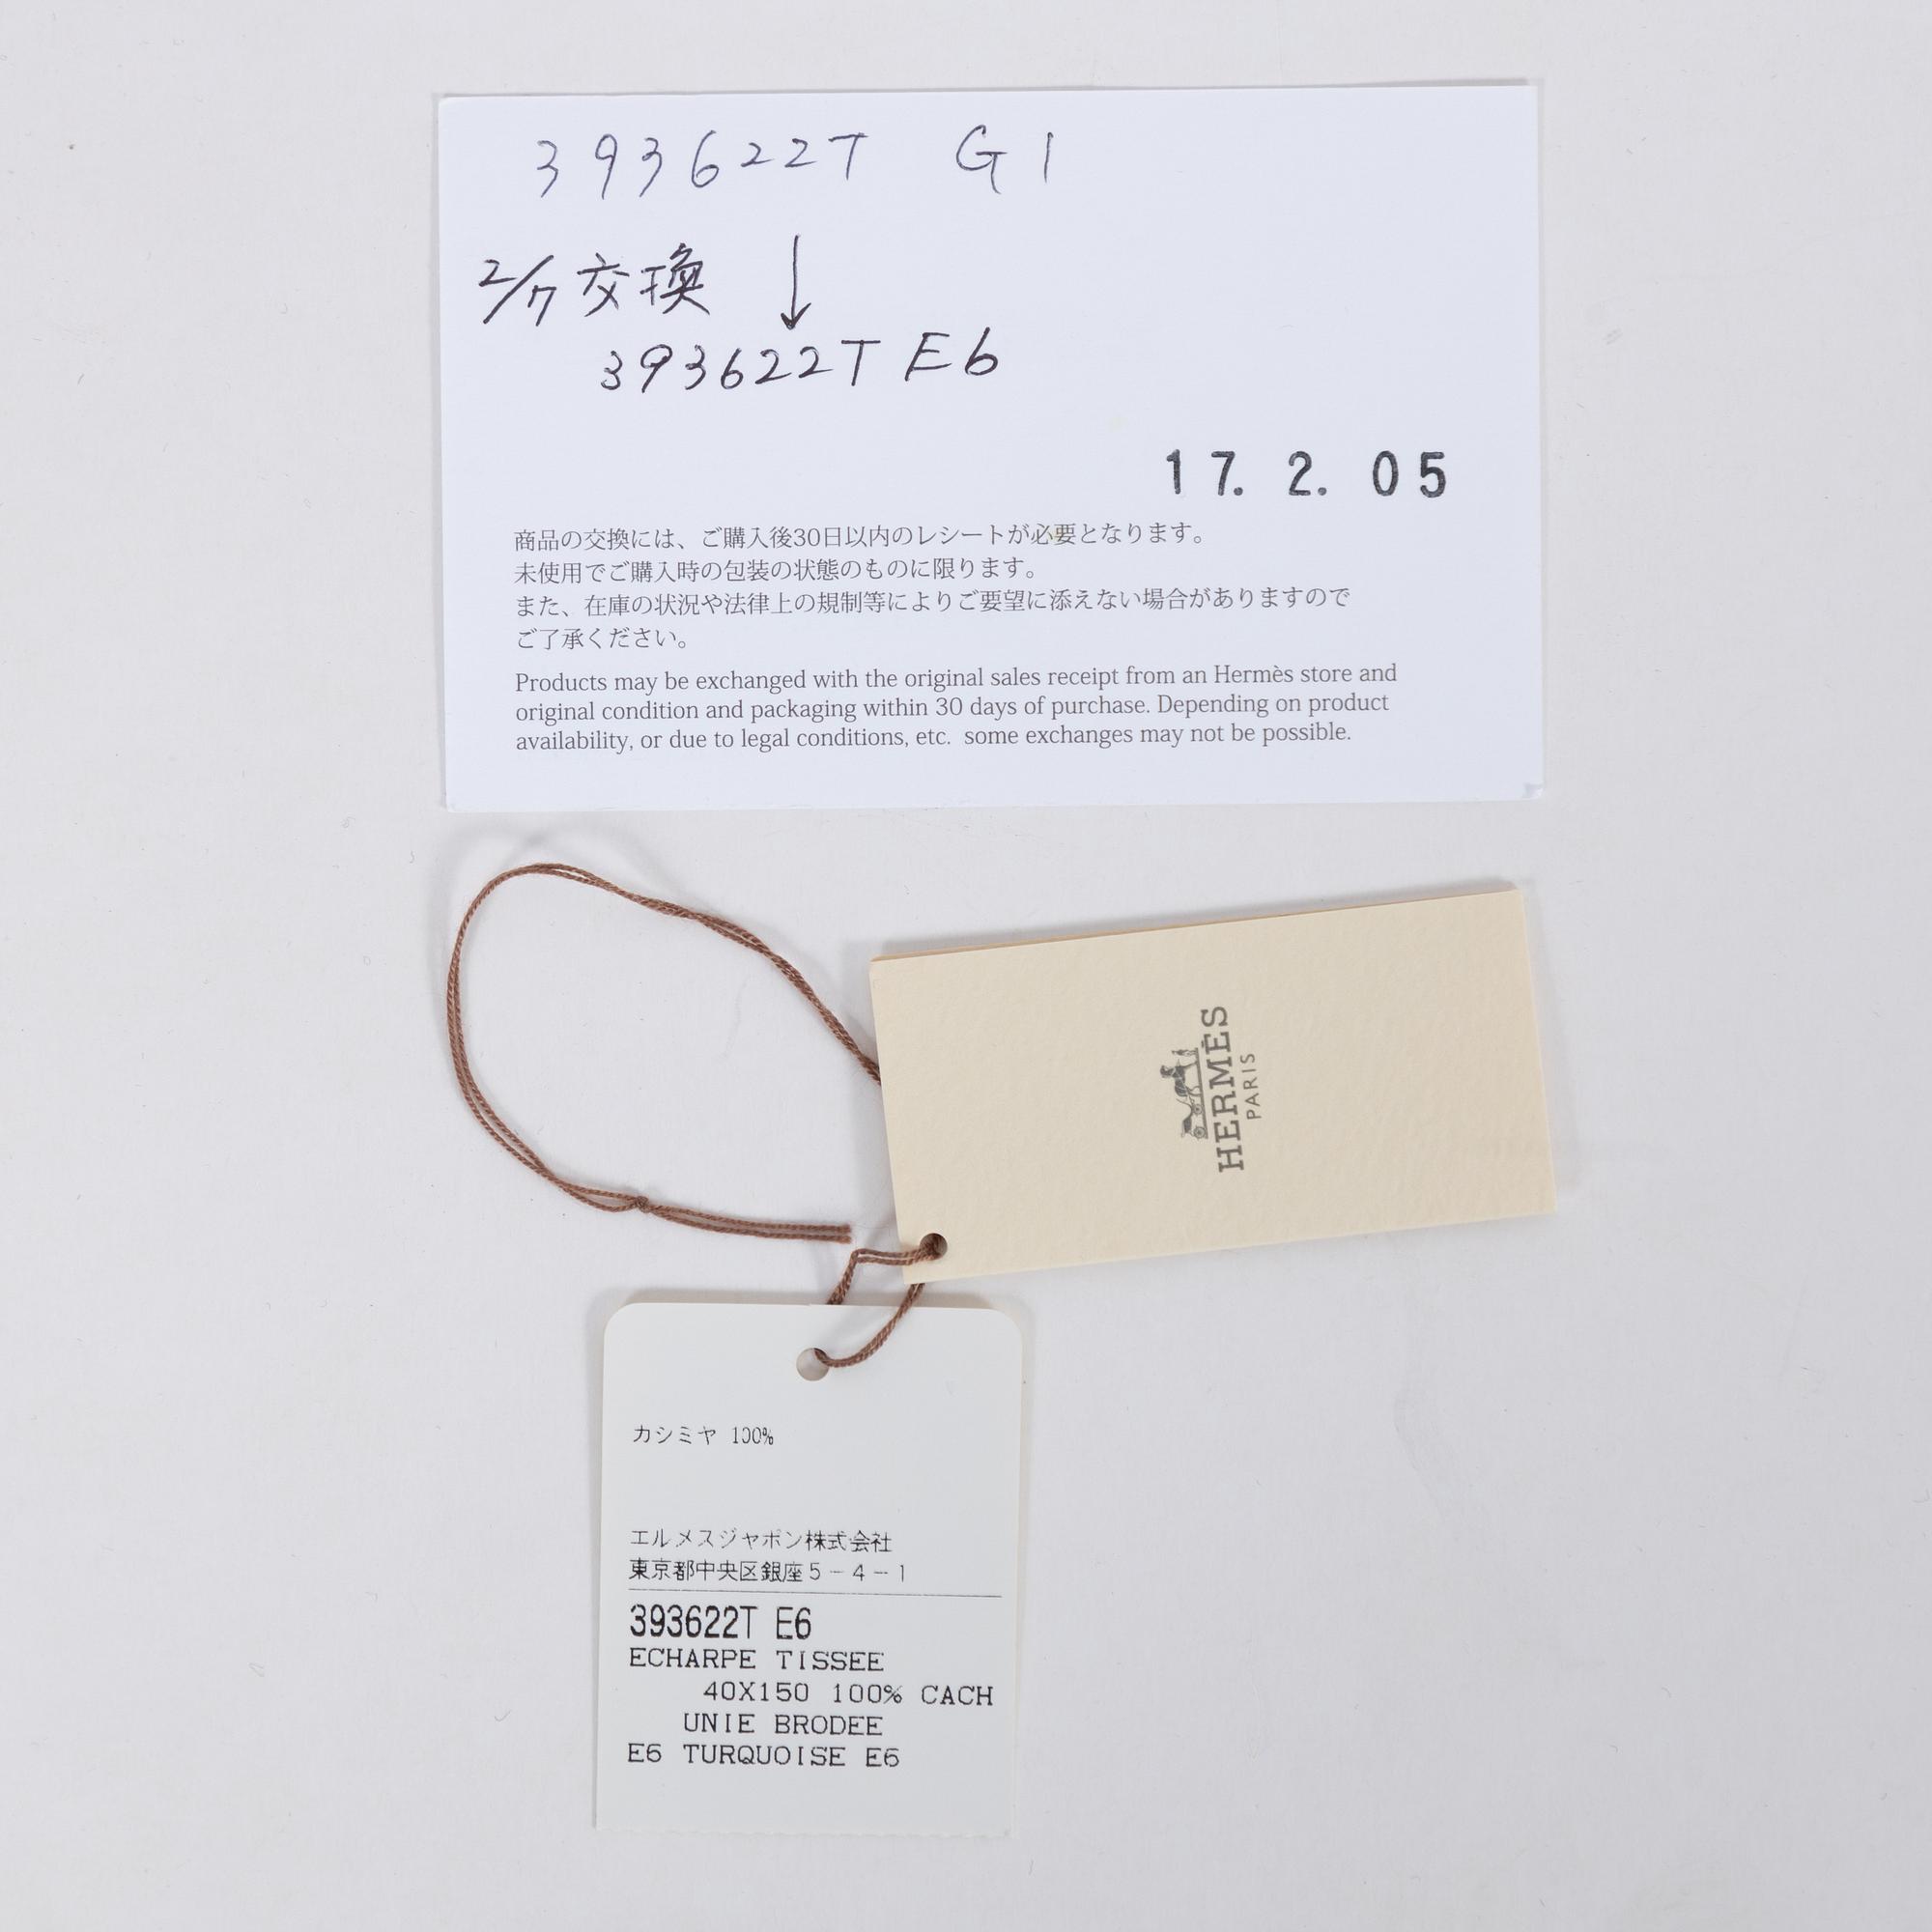 393622T G1
2/7 交換 ↓
393622T E6
17. 2. 05
商品の交換には、ご購入後30日以内のレシートが必要となります。
未使用でご購入時の包装の状態のものに限ります。
また、在庫の状況や法律上の規制等によりご要望に添えない場合がありますので
ご了承ください。
Products may be exchanged with the original sales receipt from an Hermès store and
original condition and packaging within 30 days of purchase. Depending on product
availability, or due to legal conditions, etc. some exchanges may not be possible.
HERMÈS
PARIS
カシミヤ 100%
エルメスジャポン株式会社
東京都中央区銀座5-4-1
393622T E6
ECHARPE TISSEE
40X150 100% CACH
UNIE BRODEE
E6 TURQUOISE E6